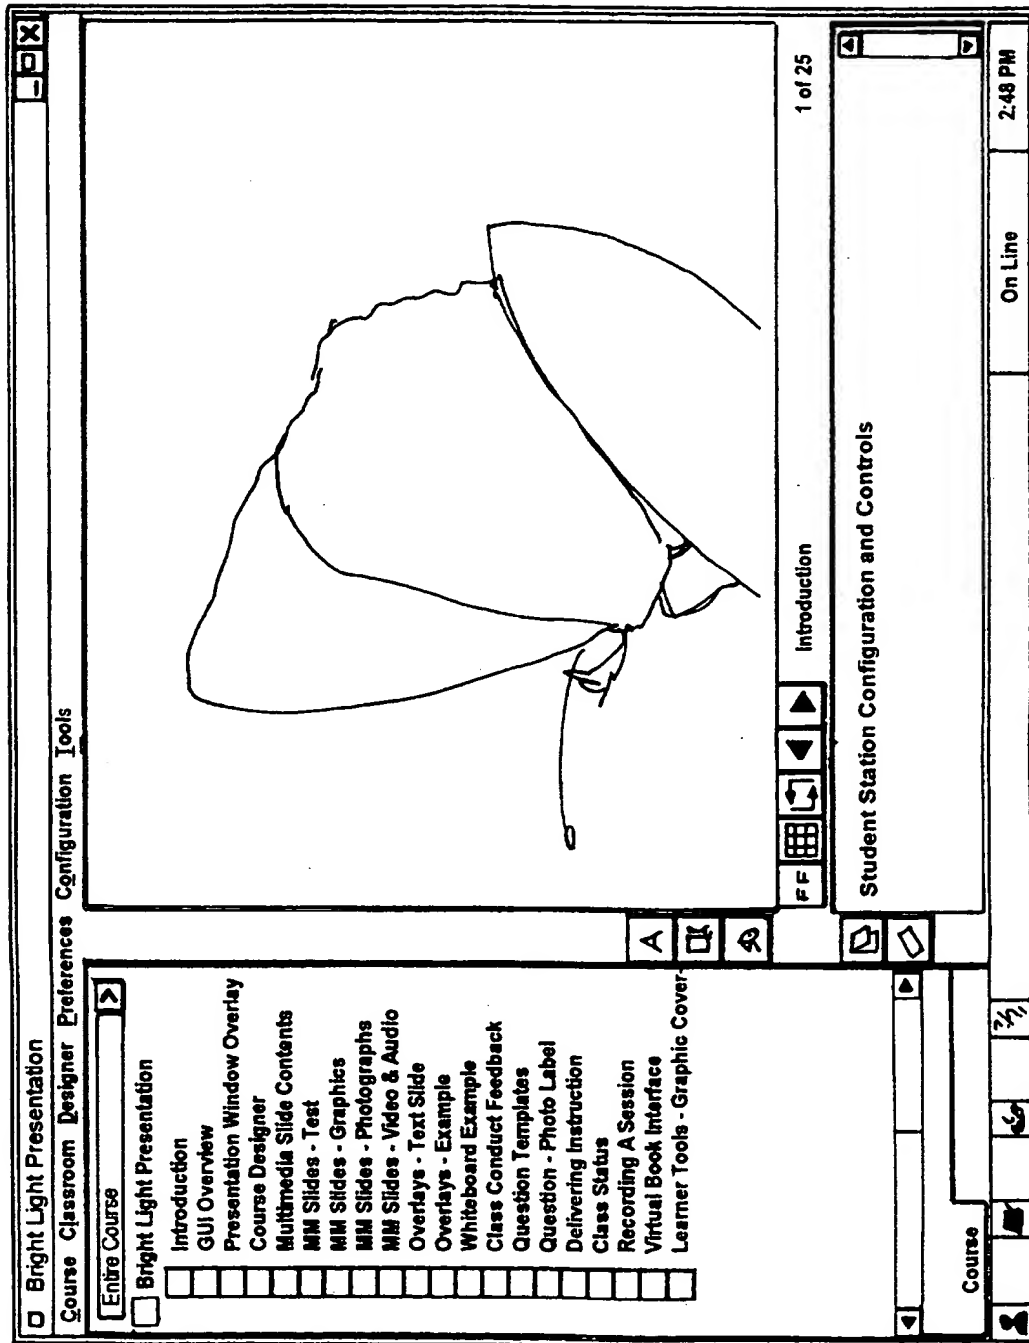 Bright Light Presentation
Course Classroom Designer Preferences Configuration Tools
Entire Course
Bright Light Presentation
Introduction
GUI Overview
Presentation Window Overlay
Course Designer
Multimedia Slide Contents
MM Slides - Test
MM Slides - Graphics
MM Slides - Photographs
MM Slides - Video & Audio
Overlays - Text Slide
Overlays - Example
Whiteboard Example
Class Conduct Feedback
Question Templates
Question - Photo Label
Delivering Instruction
Class Status
Recording A Session
Virtual Book Interface
Learner Tools - Graphic Cover-
Course
A
FF
Introduction
1 of 25
Student Station Configuration and Controls
On Line
2:48 PM